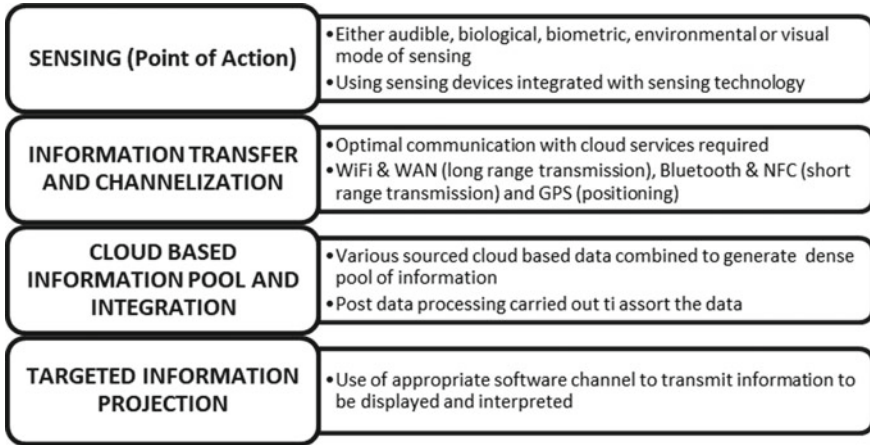 SENSING (Point of Action)
•Either audible, biological, biometric, environmental or visual
mode of sensing
•Using sensing devices integrated with sensing technology
INFORMATION TRANSFER
AND CHANNELIZATION
•Optimal communication with cloud services required
•WiFi & WAN (long range transmission), Bluetooth & NFC (short
range transmission) and GPS (positioning)
CLOUD BASED
INFORMATION POOL AND
INTEGRATION
•Various sourced cloud based data combined to generate dense
pool of information
•Post data processing carried out ti assort the data
TARGETED INFORMATION
PROJECTION
•Use of appropriate software channel to transmit information to
be displayed and interpreted